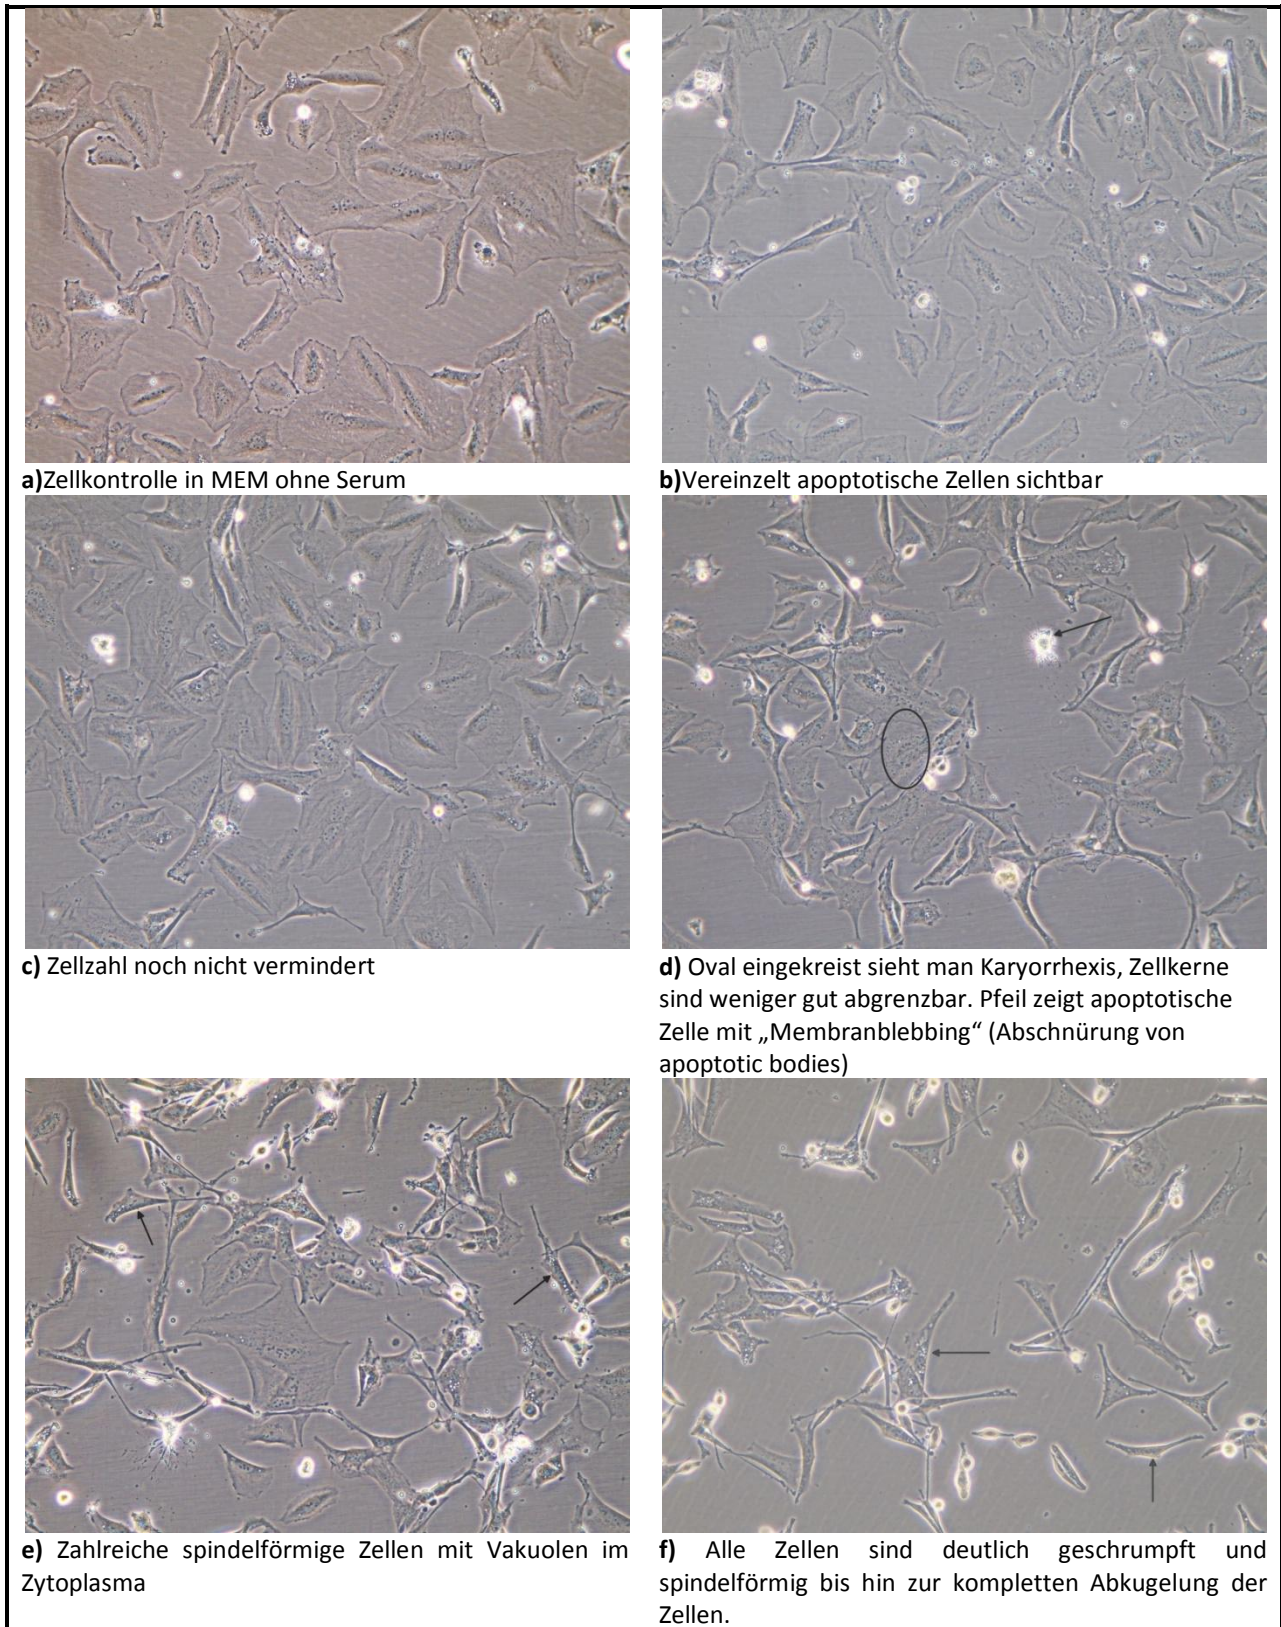 a)Zellkontrolle in MEM ohne Serum
b)Vereinzelt apoptotische Zellen sichtbar
c) Zellzahl noch nicht vermindert
d) Oval eingekreist sieht man Karyorrhexis, Zellkerne
sind weniger gut abgrenzbar. Pfeil zeigt apoptotische
Zelle mit „Membranblebbing“ (Abschnürung von
apoptotic bodies)
e) Zahlreiche spindelförmige Zellen mit Vakuolen im
Zytoplasma
f) Alle Zellen sind deutlich geschrumpft und
spindelförmig bis hin zur kompletten Abkugelung der
Zellen.